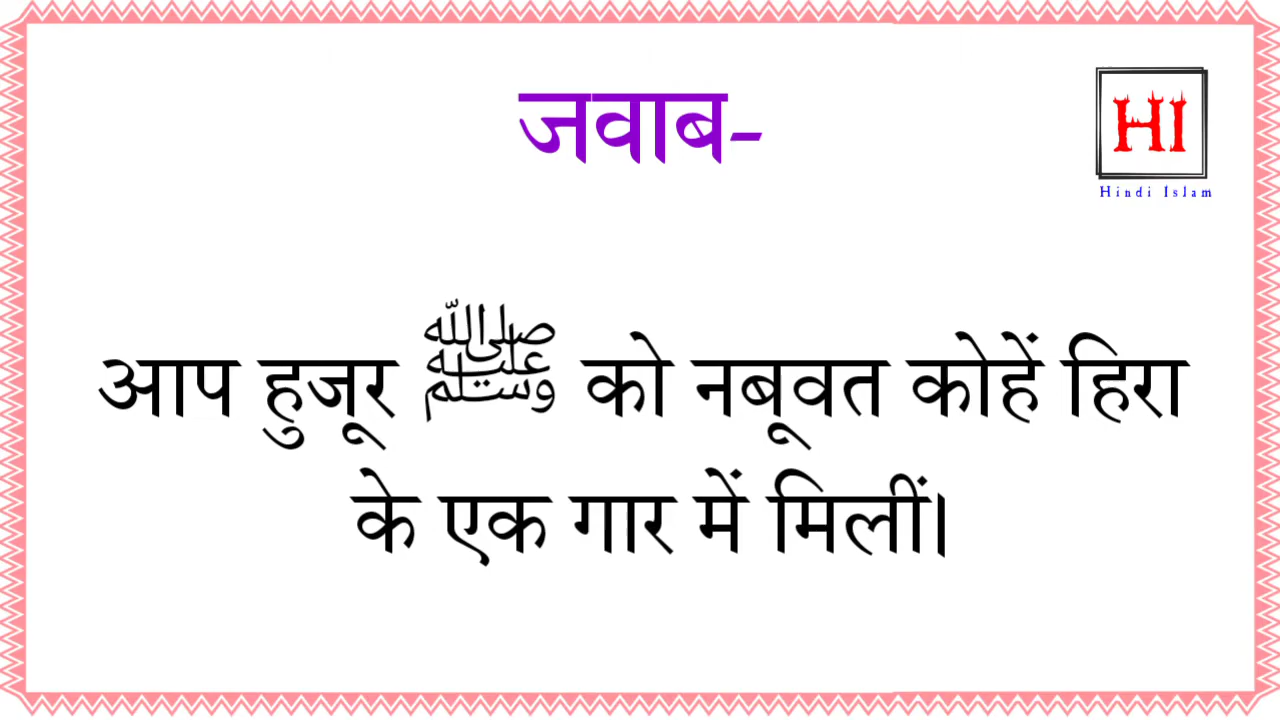 जवाब-
HI
Hindi Islam
आप हुजूर ﷺ को नबूवत कोहें हिरा
के एक गार में मिलीं।